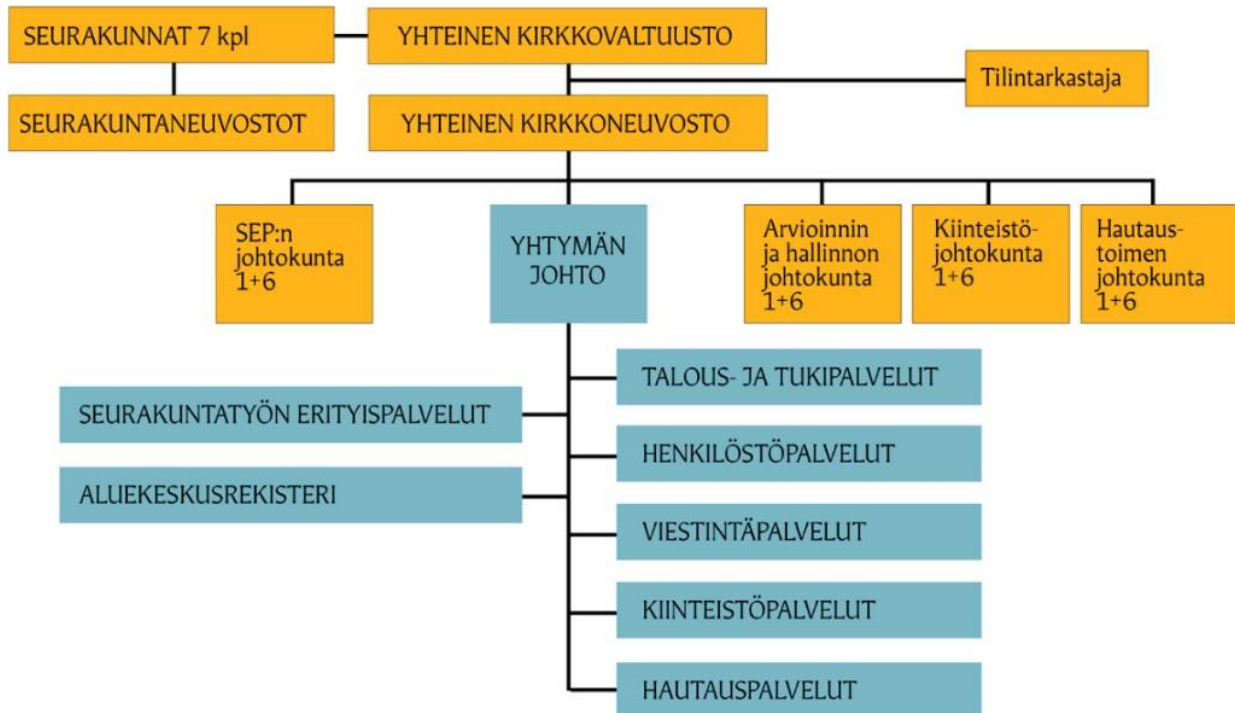 SEURAKUNNAT 7 kpl
YHTEINEN KIRKKOVALTUUSTO
Tilintarkastaja
SEURAKUNTANEUVOSTOT
YHTEINEN KIRKKONEUVOSTO
SEP:n
johtokunta
1+6
YHTYMÄN
JOHTO
Arvioinnin
ja hallinnon
johtokunta
1+6
Kiinteistö-
johtokunta
1+6
Hautaus-
toimen
johtokunta
1+6
TALOUS- JA TUKIPALVELUT
SEURAKUNTATYÖN ERITYISPALVELUT
HENKILÖSTÖPALVELUT
ALUEKESKUSREKISTERI
VIESTINTÄPALVELUT
KIINTEISTÖPALVELUT
HAUTAUSPALVELUT